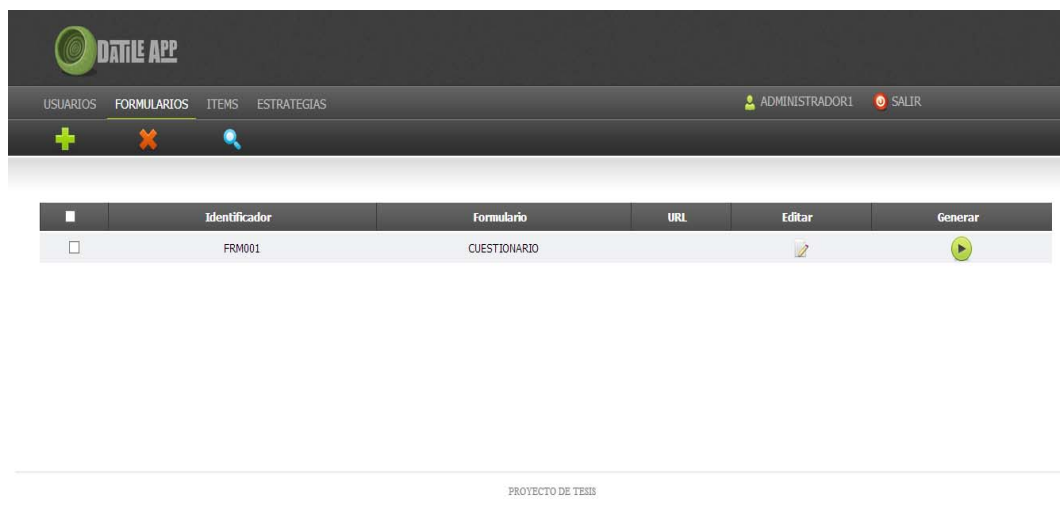 DATILE APP
USUARIOS FORMULARIOS ITEMS ESTRATEGIAS ADMINISTRADOR1 SALIR
Identificador Formulario URL Editar Generar
FRM001 CUESTIONARIO
PROYECTO DE TESIS